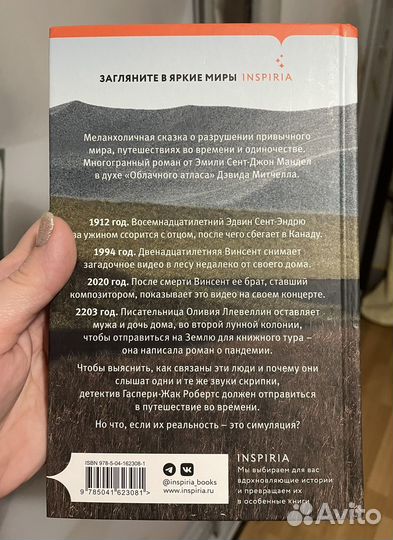 ЗАГЛЯНИТЕ В ЯРКИЕ МИРЫ INSPIRIA
Меланхоличная сказка о разрушении привычного
мира, путешествиях во времени и одиночестве.
Многогранный роман от Эмили Сент-Джон Мандел
в духе «Облачного атласа» Дэвида Митчелла.
1912 год. Восемнадцатилетний Эдвин Сент-Эндрю
за ужином ссорится с отцом, после чего сбегает в Канаду.
1994 год. Двенадцатилетняя Винсент снимает
загадочное видео в лесу недалеко от своего дома.
2020 год. После смерти Винсент ее брат, ставший
композитором, показывает это видео на своем концерте.
2203 год. Писательница Оливия Ллевеллин оставляет
мужа и дочь дома, во второй лунной колонии,
чтобы отправиться на Землю для книжного тура –
она написала роман о пандемии.
Чтобы выяснить, как связаны эти люди и почему они
слышат одни и те же звуки скрипки,
детектив Гаспери-Жак Робертс должен отправиться
в путешествие во времени.
Но что, если их реальность – это симуляция?
ISBN 978-5-04-162308-1
9 785041 623081 >
@inspiria_books
www.inspiria.ru
INSPIRIA
Мы выбираем для вас
вдохновляющие истории
и превращаем их
в особенные книги
Avito